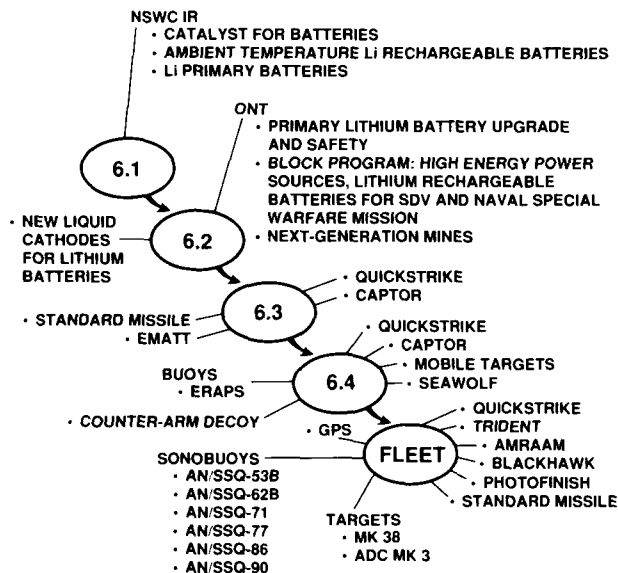 NSWC IR
• CATALYST FOR BATTERIES
• AMBIENT TEMPERATURE Li RECHARGEABLE BATTERIES
• Li PRIMARY BATTERIES
ONT
• PRIMARY LITHIUM BATTERY UPGRADE
AND SAFETY
• BLOCK PROGRAM: HIGH ENERGY POWER
SOURCES, LITHIUM RECHARGEABLE
BATTERIES FOR SDV AND NAVAL SPECIAL
WARFARE MISSION
• NEXT-GENERATION MINES
6.1
• NEW LIQUID
CATHODES
FOR LITHIUM
BATTERIES
6.2
• QUICKSTRIKE
• CAPTOR
6.3
• STANDARD MISSILE
• EMATT
• QUICKSTRIKE
• CAPTOR
• MOBILE TARGETS
• SEAWOLF
6.4
BUOYS
• ERAPS
• COUNTER-ARM DECOY
• GPS
FLEET
• QUICKSTRIKE
• TRIDENT
• AMRAAM
• BLACKHAWK
• PHOTOFINISH
• STANDARD MISSILE
SONOBUOYS
• AN/SSQ-53B
• AN/SSQ-62B
• AN/SSQ-71
• AN/SSQ-77
• AN/SSQ-86
• AN/SSQ-90
TARGETS
• MK 38
• ADC MK 3